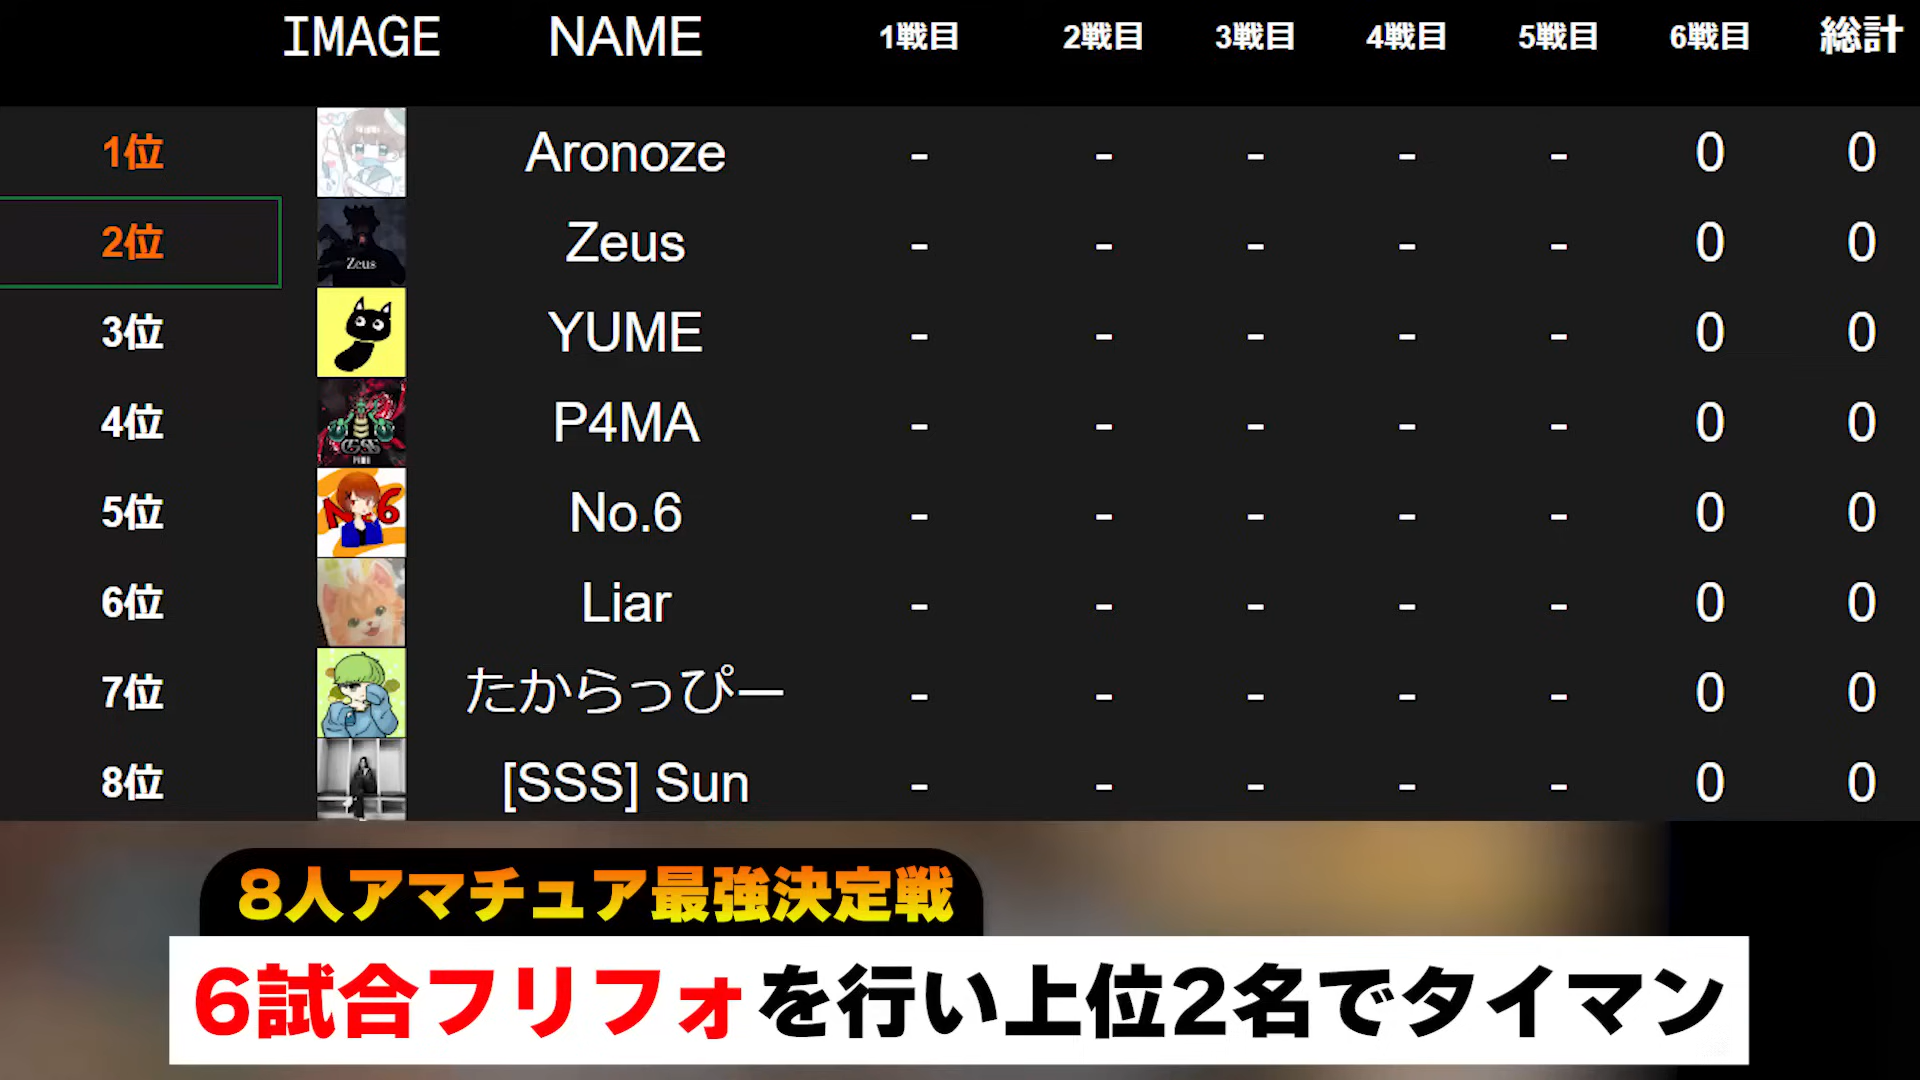 IMAGE NAME 1戦目 2戦目 3戦目 4戦目 5戦目 6戦目 総計
1位 Aronoze - - - - - 0 0
2位 Zeus Zeus - - - - - 0 0
3位 YUME - - - - - 0 0
4位 P4MA - - - - - 0 0
5位 No.6 No.6 - - - - - 0 0
6位 Liar - - - - - 0 0
7位 たからっぴー - - - - - 0 0
8位 [SSS] Sun - - - - - 0 0
8人アマチュア最強決定戦
6試合フリフォを行い上位2名でタイマン